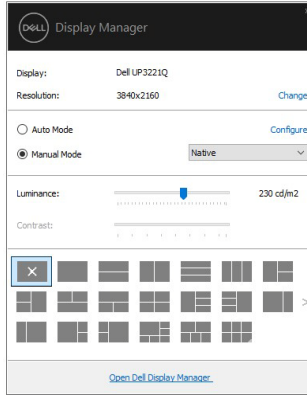 DELL Display Manager
Display: Dell UP3221Q
Resolution: 3840x2160 Change
Auto Mode Configure
Manual Mode Native
Luminance: 230 cd/m2
Contrast:
Open Dell Display Manager